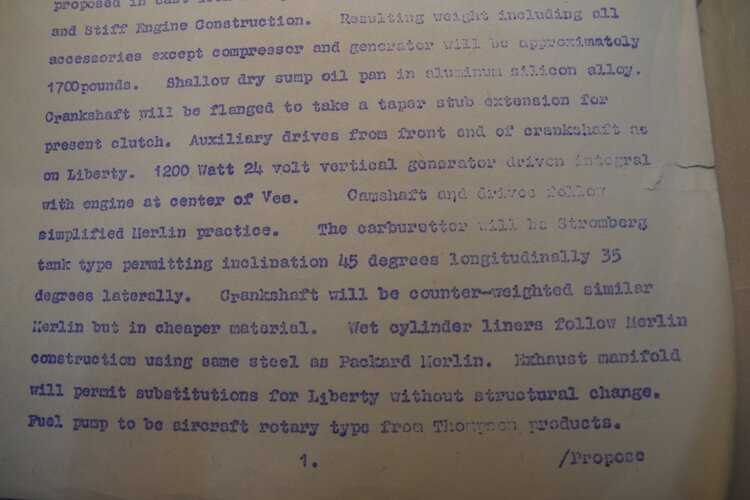 proposed in cast
and Stiff Engine Construction. Resulting weight including all
accessories except compressor and generator will be approximately
1700pounds. Shallow dry sump oil pan in aluminum silicon alloy.
Crankshaft will be flanged to take a taper stub extension for
present clutch. Auxiliary drives from front end of crankshaft as
on Liberty. 1200 Watt 24 volt vertical generator driven integral
with engine at center of Vee. Camshaft and drives follow
simplified Merlin practice. The carburetter will be Stromberg
tank type permitting inclination 45 degrees longitudinally 35
degrees laterally. Crankshaft will be counter-weighted similar
Merlin but in cheaper material. Wet cylinder liners follow Merlin
construction using same steel as Packard Merlin. Exhaust manifold
will permit substitutions for Liberty without structural change.
Fuel pump to be aircraft rotary type from Thompson products.
1. /Propose